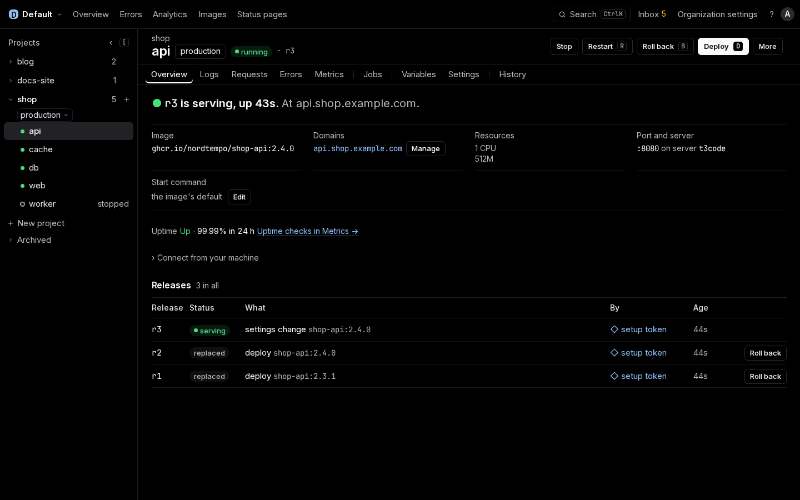 D Default Overview Errors Analytics Images Status pages Search Ctrl K Inbox 5 Organization settings ? A
Projects ‹ [
blog 2
docs-site 1
shop 5 +
production
api
cache
db
web
worker stopped
+ New project
Archived
shop
api production running r3 Stop Restart R Roll back B Deploy D More
Overview Logs Requests Errors Metrics Jobs Variables Settings History
r3 is serving, up 43s. At api.shop.example.com.
Image Domains Resources Port and server
ghcr.io/nordtempo/shop-api:2.4.0 api.shop.example.com Manage 1 CPU :8080 on server t3code
512M
Start command
the image's default Edit
Uptime Up · 99.99% in 24 h Uptime checks in Metrics →
› Connect from your machine
Releases 3 in all
Release Status What By Age
r3 serving settings change shop-api:2.4.0 setup token 44s
r2 replaced deploy shop-api:2.4.0 setup token 44s Roll back
r1 replaced deploy shop-api:2.3.1 setup token 44s Roll back